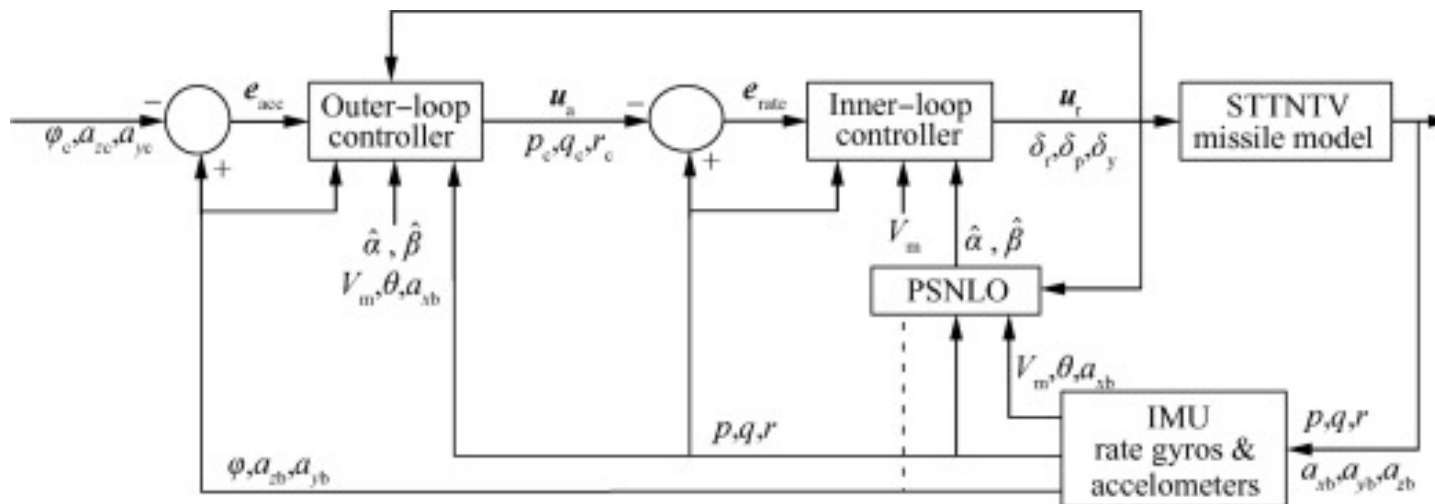 −
φc,azc,ayc
+
eacc
Outer−loop
controller
ua
pc,qc,rc
α̂ , β̂
Vm,θ,axb
−
+
erate
Inner−loop
controller
ur
δr,δp,δy
STTNTV
missile model
Vm
α̂ , β̂
PSNLO
Vm,θ,axb
p,q,r
φ,azb,ayb
IMU
rate gyros &
accelometers
p,q,r
axb,ayb,azb